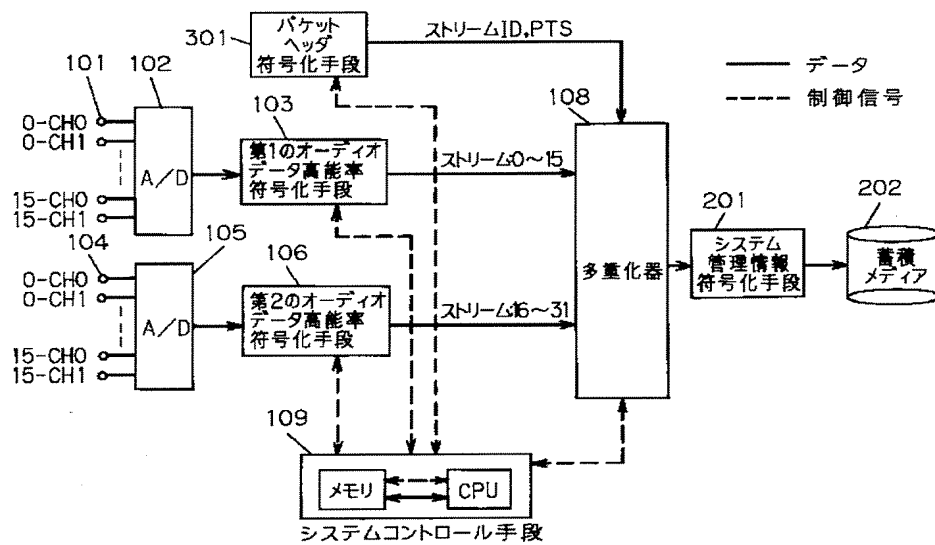 301
パケット
ヘッダ
符号化手段
ストリームID,PTS
データ
制御信号
101
102
0-CH0
0-CH1
15-CH0
15-CH1
A/D
103
第1のオーディオ
データ高能率
符号化手段
ストリーム0〜15
108
多重化器
201
システム
管理情報
符号化手段
202
蓄積
メディア
104
105
0-CH0
0-CH1
15-CH0
15-CH1
A/D
106
第2のオーディオ
データ高能率
符号化手段
ストリーム16〜31
109
メモリ
CPU
システムコントロール手段